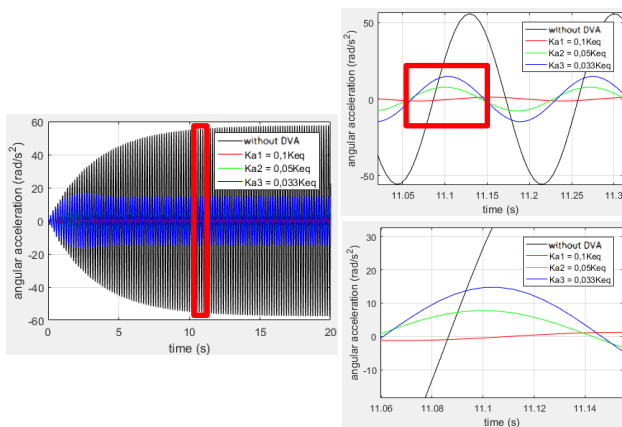 angular acceleration (rad/s²)
60
40
20
0
-20
-40
-60
0
5
10
15
20
time (s)
without DVA
Ka1 = 0,1Keq
Ka2 = 0,05Keq
Ka3 = 0,033Keq
angular acceleration (rad/s²)
50
0
-50
11.05
11.1
11.15
11.2
11.25
11.3
time (s)
without DVA
Ka1 = 0,1Keq
Ka2 = 0,05Keq
Ka3 = 0,033Keq
angular acceleration (rad/s²)
30
20
10
0
-10
11.06
11.08
11.1
11.12
11.14
time (s)
without DVA
Ka1 = 0,1Keq
Ka2 = 0,05Keq
Ka3 = 0,033Keq